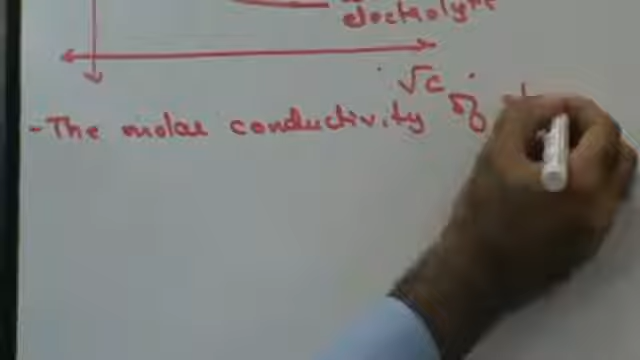 electrolyte
√c
- The molar conductivity of